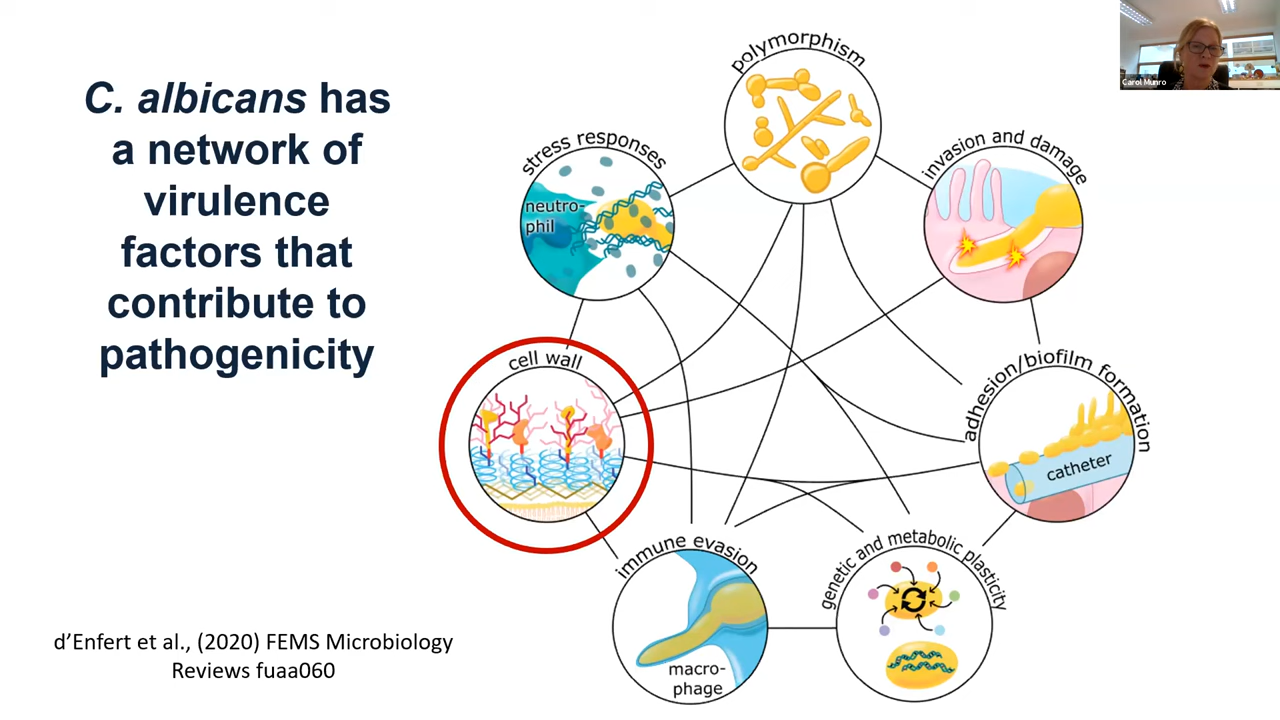 C. albicans has
a network of
virulence
factors that
contribute to
pathogenicity
d’Enfert et al., (2020) FEMS Microbiology
Reviews fuaa060
polymorphism
stress responses
neutro-
phil
invasion and damage
cell wall
adhesion/biofilm formation
catheter
immune evasion
macro-
phage
genetic and metabolic plasticity
Carol Munro